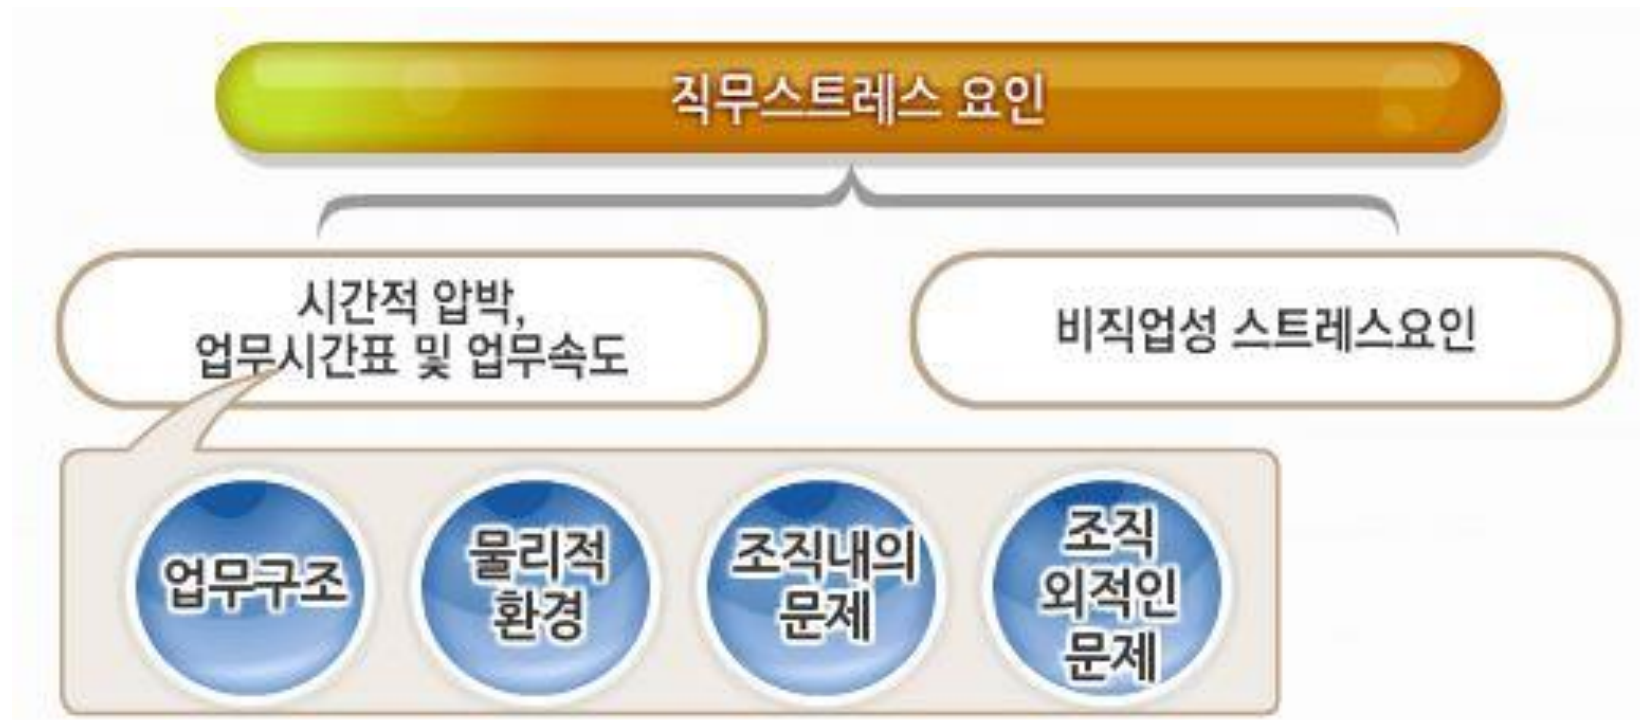 직무스트레스 요인
시간적 압박,
업무시간표 및 업무속도
비직업성 스트레스요인
업무구조
물리적
환경
조직내의
문제
조직
외적인
문제